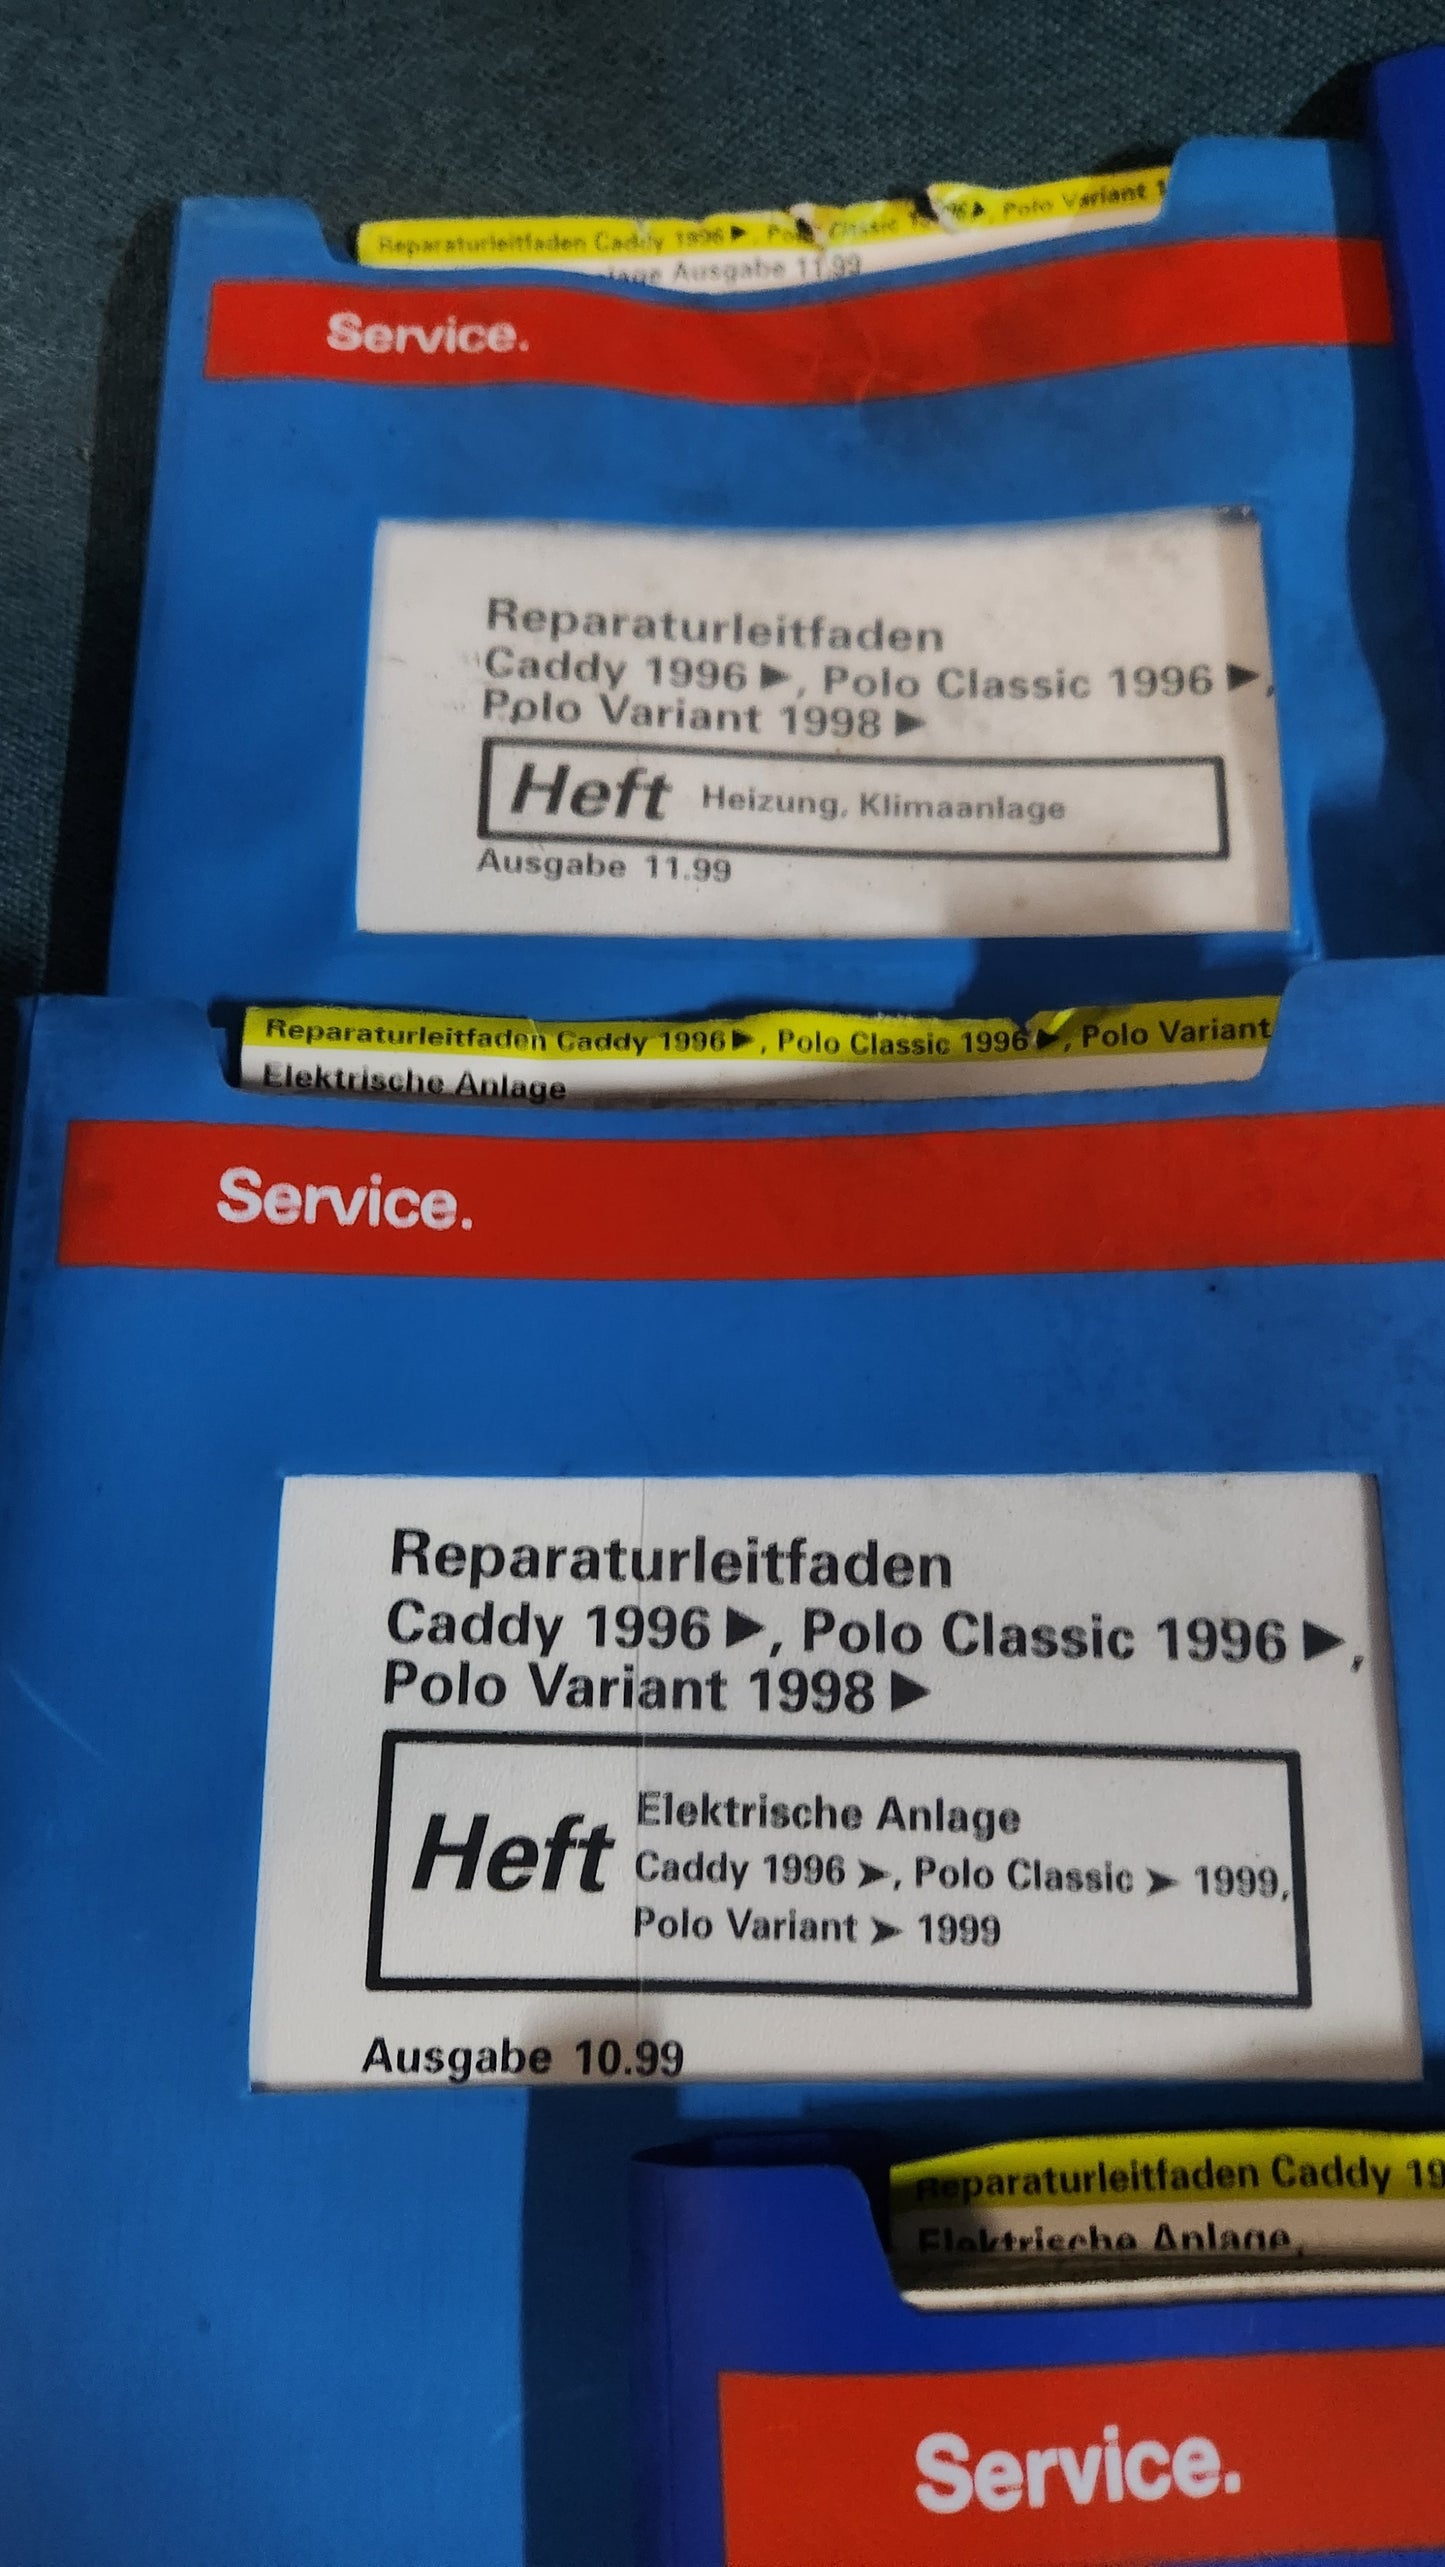 Reparaturleitfaden Caddy 1996 ►, Polo Classic 1996 ►, Polo Variant 1
Ausgabe 11.99
Service.
Reparaturleitfaden
Caddy 1996 ►, Polo Classic 1996 ►,
Polo Variant 1998 ►
Heft Heizung, Klimaanlage
Ausgabe 11.99
Reparaturleitfaden Caddy 1996 ►, Polo Classic 1996 ►, Polo Variant
Elektrische Anlage
Service.
Reparaturleitfaden
Caddy 1996 ►, Polo Classic 1996 ►,
Polo Variant 1998 ►
Heft Elektrische Anlage
Caddy 1996 ➤, Polo Classic ➤ 1999,
Polo Variant ➤ 1999
Ausgabe 10.99
Reparaturleitfaden Caddy 19
Elektrische Anlage,
Service.